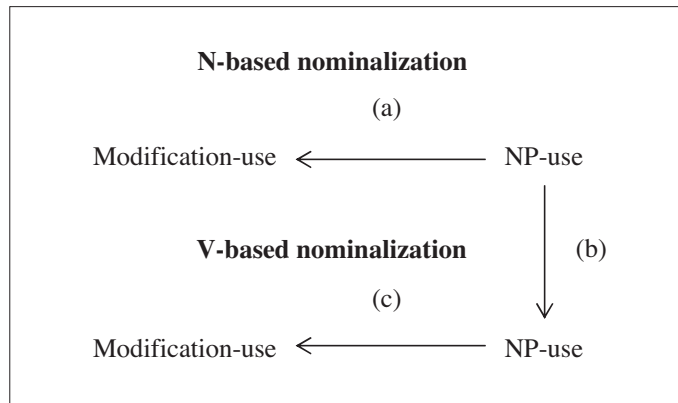 N-based nominalization
(a)
Modification-use NP-use
V-based nominalization (b)
(c)
Modification-use NP-use